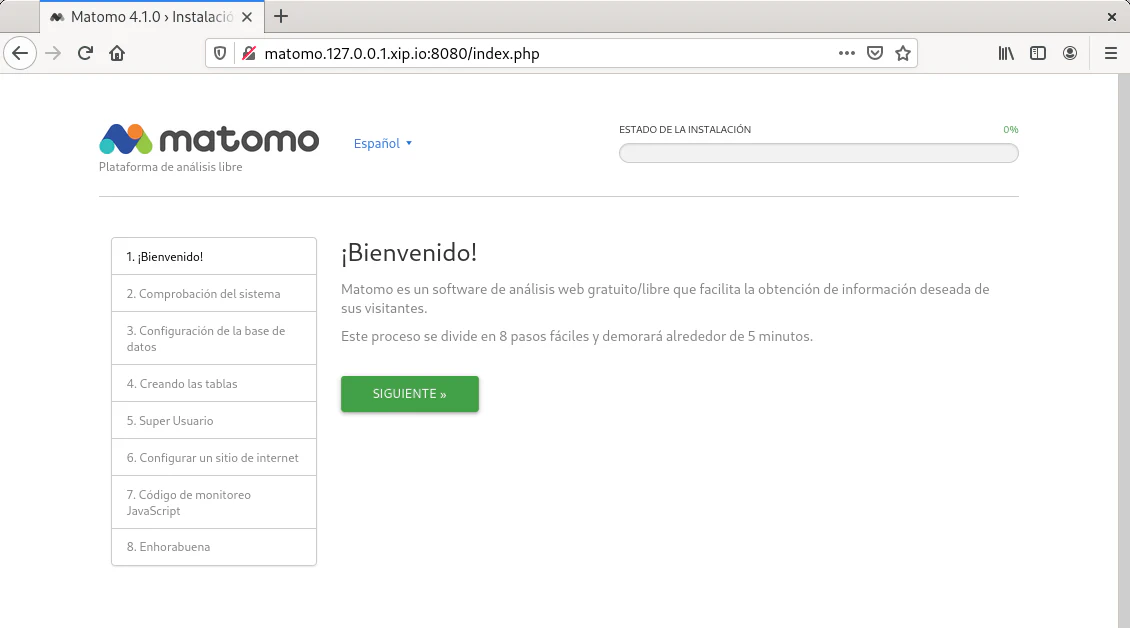 Matomo 4.1.0 › Instalació
matomo.127.0.0.1.xip.io:8080/index.php
matomo
Plataforma de análisis libre
Español
ESTADO DE LA INSTALACIÓN
0%
1. ¡Bienvenido!
2. Comprobación del sistema
3. Configuración de la base de
datos
4. Creando las tablas
5. Super Usuario
6. Configurar un sitio de internet
7. Código de monitoreo
JavaScript
8. Enhorabuena
¡Bienvenido!
Matomo es un software de análisis web gratuito/libre que facilita la obtención de información deseada de
sus visitantes.
Este proceso se divide en 8 pasos fáciles y demorará alrededor de 5 minutos.
SIGUIENTE »